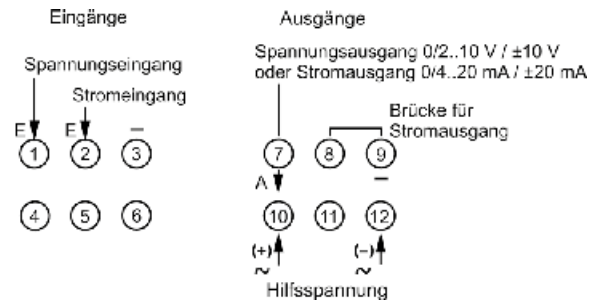 Eingänge
Ausgänge
Spannungseingang
Stromeingang
Spannungsausgang 0/2..10 V / ±10 V
oder Stromausgang 0/4..20 mA / ±20 mA
Brücke für
Stromausgang
E E –
1 2 3
7 8 9
A –
4 5 6
10 11 12
(+) (–)
~ ~
Hilfsspannung